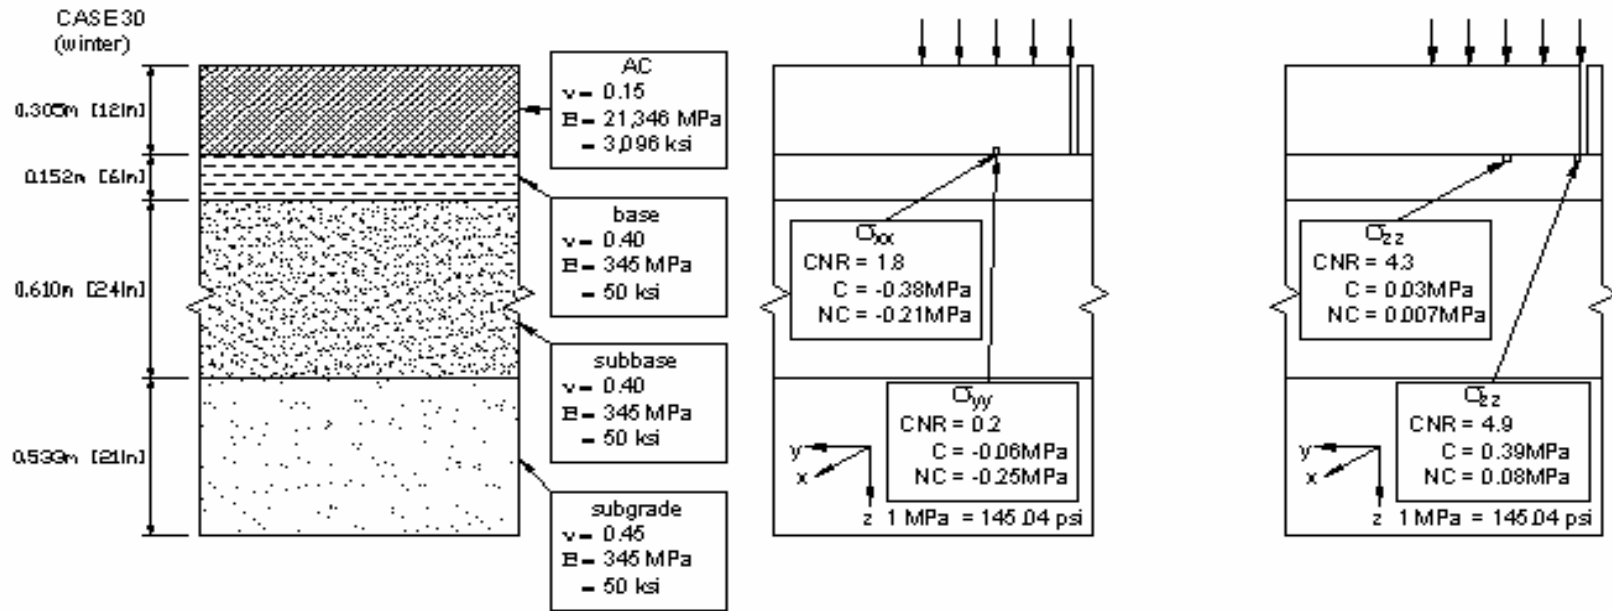 CASE 30
(winter)
0.305m [12in]
0.152m [6in]
0.610m [24in]
0.533m [21in]
AC
ν = 0.15
E = 21,346 MPa
= 3,096 ksi
base
ν = 0.40
E = 345 MPa
= 50 ksi
subbase
ν = 0.40
E = 345 MPa
= 50 ksi
subgrade
ν = 0.45
E = 345 MPa
= 50 ksi
σxx
CNR = 1.8
C = -0.38MPa
NC = -0.21MPa
σyy
CNR = 0.2
C = -0.06MPa
NC = -0.25MPa
y
x
z
1 MPa = 145.04 psi
σzz
CNR = 4.3
C = 0.03MPa
NC = 0.007MPa
σzz
CNR = 4.9
C = 0.39MPa
NC = 0.08MPa
y
x
z
1 MPa = 145.04 psi